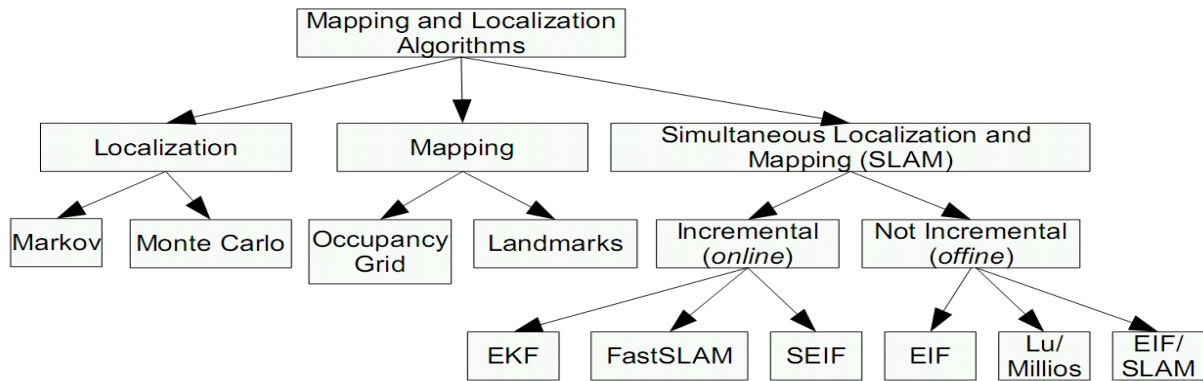 Mapping and Localization
Algorithms
Localization
Mapping
Simultaneous Localization and
Mapping (SLAM)
Markov
Monte Carlo
Occupancy
Grid
Landmarks
Incremental
(online)
Not Incremental
(offine)
EKF
FastSLAM
SEIF
EIF
Lu/
Millios
EIF/
SLAM